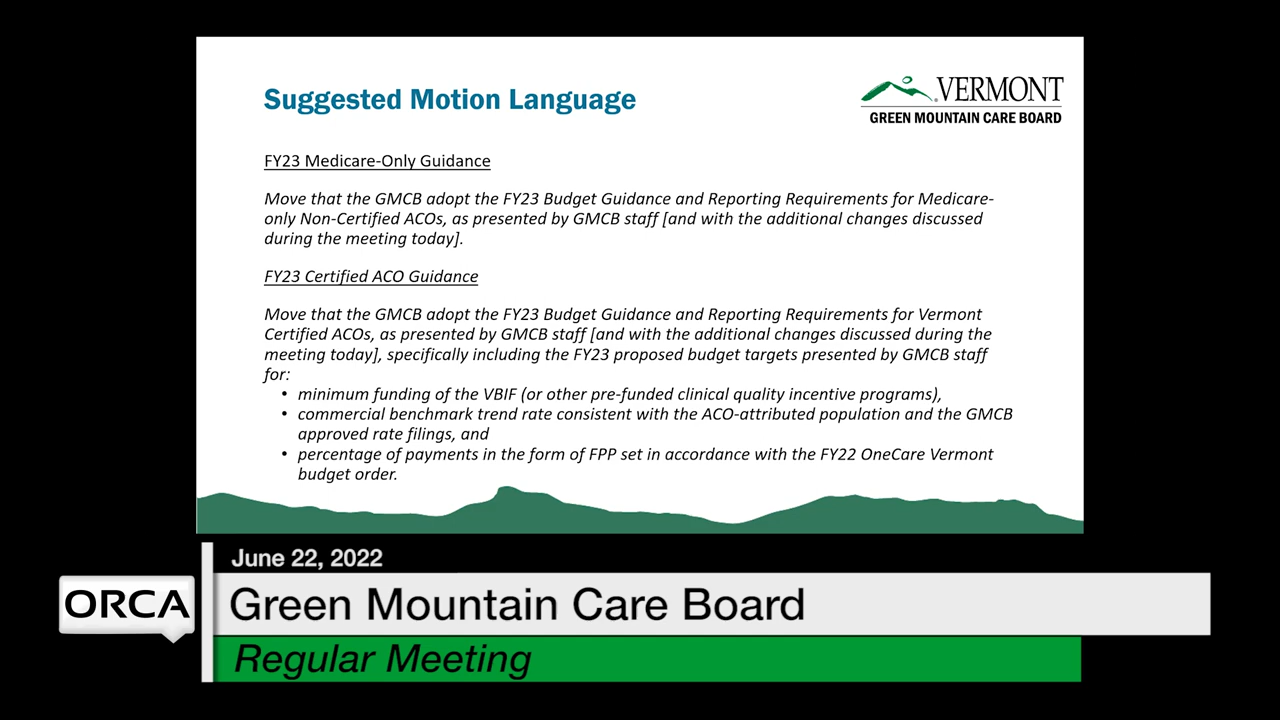 Suggested Motion Language
VERMONT
GREEN MOUNTAIN CARE BOARD
FY23 Medicare-Only Guidance
Move that the GMCB adopt the FY23 Budget Guidance and Reporting Requirements for Medicare-
only Non-Certified ACOs, as presented by GMCB staff [and with the additional changes discussed
during the meeting today].
FY23 Certified ACO Guidance
Move that the GMCB adopt the FY23 Budget Guidance and Reporting Requirements for Vermont
Certified ACOs, as presented by GMCB staff [and with the additional changes discussed during the
meeting today], specifically including the FY23 proposed budget targets presented by GMCB staff
for:
• minimum funding of the VBIF (or other pre-funded clinical quality incentive programs),
• commercial benchmark trend rate consistent with the ACO-attributed population and the GMCB
approved rate filings, and
• percentage of payments in the form of FPP set in accordance with the FY22 OneCare Vermont
budget order.
June 22, 2022
ORCA
Green Mountain Care Board
Regular Meeting